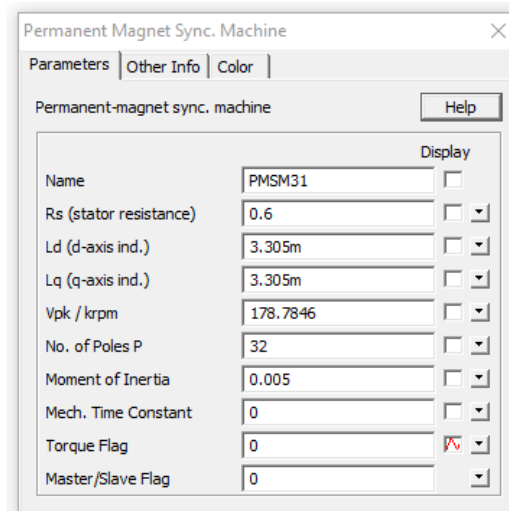 Permanent Magnet Sync. Machine
Parameters Other Info Color
Permanent-magnet sync. machine Help
Display
Name PMSM31
Rs (stator resistance) 0.6
Ld (d-axis ind.) 3.305m
Lq (q-axis ind.) 3.305m
Vpk / krpm 178.7846
No. of Poles P 32
Moment of Inertia 0.005
Mech. Time Constant 0
Torque Flag 0
Master/Slave Flag 0